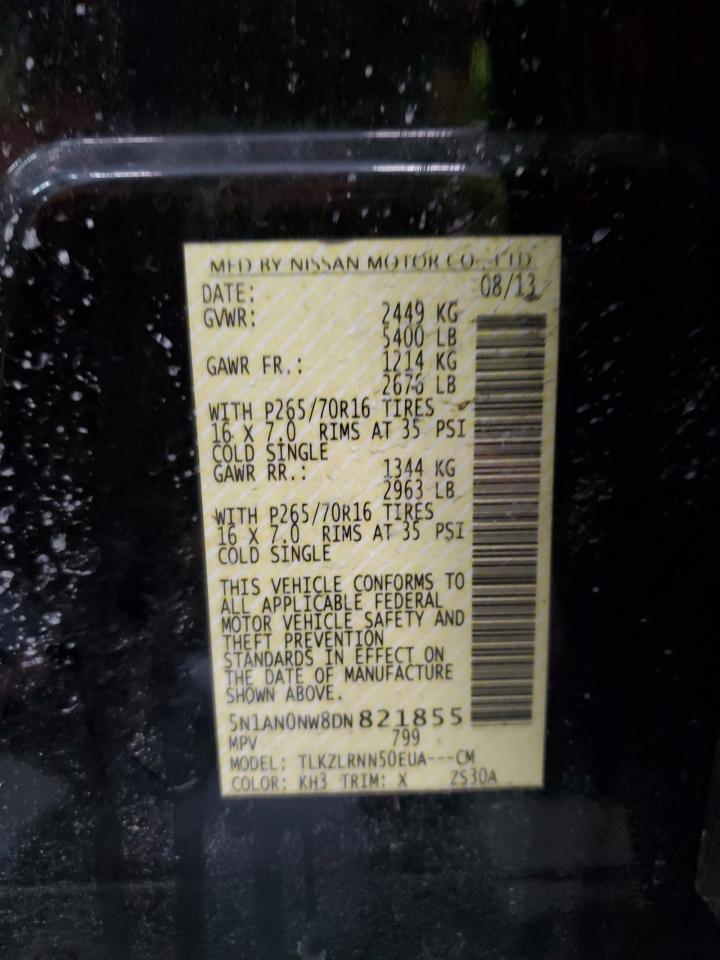 MFD BY NISSAN MOTOR CO., LTD
DATE: 08/13
GVWR: 2449 KG
5400 LB
GAWR FR.: 1214 KG
2676 LB
WITH P265/70R16 TIRES
16 X 7.0 RIMS AT 35 PSI
COLD SINGLE
GAWR RR.: 1344 KG
2963 LB
WITH P265/70R16 TIRES
16 X 7.0 RIMS AT 35 PSI
COLD SINGLE
THIS VEHICLE CONFORMS TO
ALL APPLICABLE FEDERAL
MOTOR VEHICLE SAFETY AND
THEFT PREVENTION
STANDARDS IN EFFECT ON
THE DATE OF MANUFACTURE
SHOWN ABOVE.
5N1AN0NW8DN821855
MPV 799
MODEL: TLKZLRNN50EUA---CM
COLOR: KH3 TRIM: X ZS30A